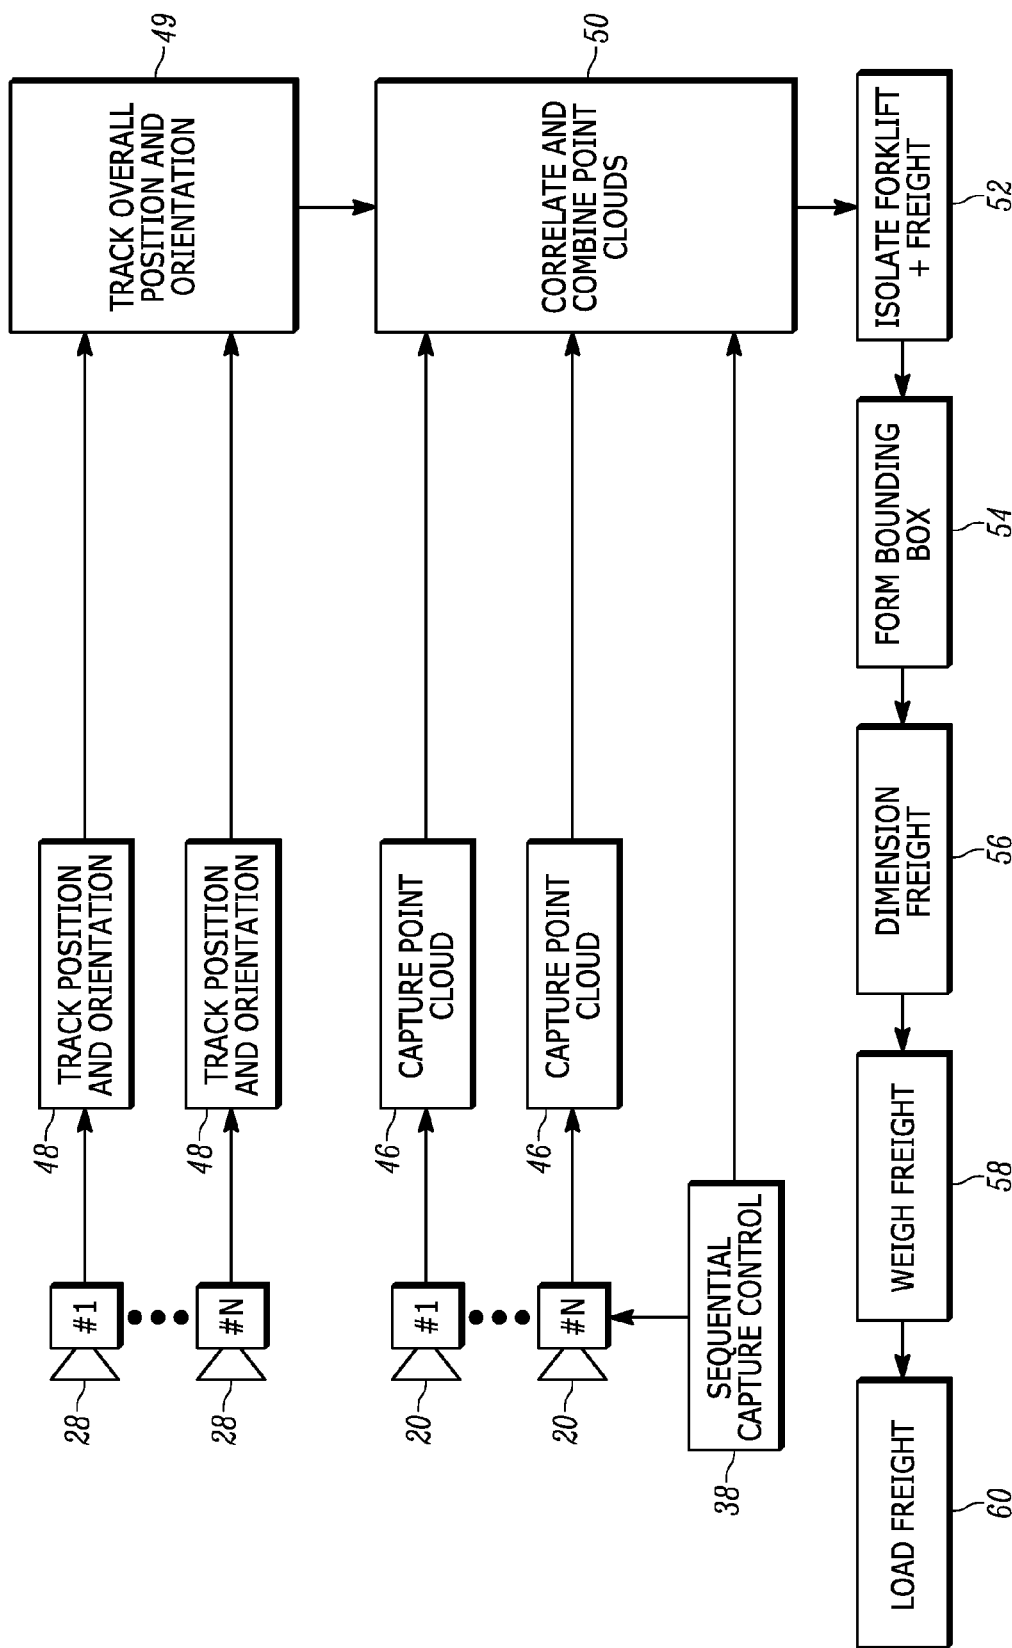 28
#1
48
TRACK POSITION
AND ORIENTATION
TRACK OVERALL
POSITION AND
ORIENTATION
49
28
#N
48
TRACK POSITION
AND ORIENTATION
20
#1
46
CAPTURE POINT
CLOUD
CORRELATE AND
COMBINE POINT
CLOUDS
50
20
#N
46
CAPTURE POINT
CLOUD
38
SEQUENTIAL
CAPTURE CONTROL
LOAD FREIGHT
60
WEIGH FREIGHT
58
DIMENSION
FREIGHT
56
FORM BOUNDING
BOX
54
ISOLATE FORKLIFT
+ FREIGHT
52